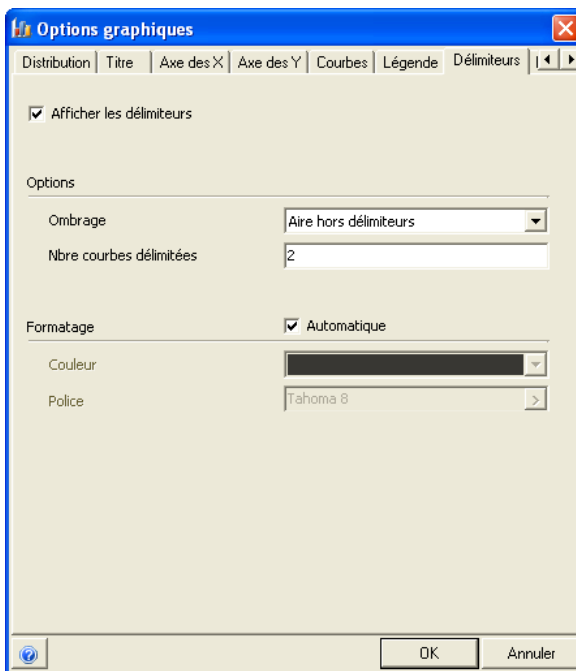 Options graphiques
Distribution Titre Axe des X Axe des Y Courbes Légende Délimiteurs
Afficher les délimiteurs
Options
Ombrage Aire hors délimiteurs
Nbre courbes délimitées 2
Formatage Automatique
Couleur
Police Tahoma 8 >
? OK Annuler